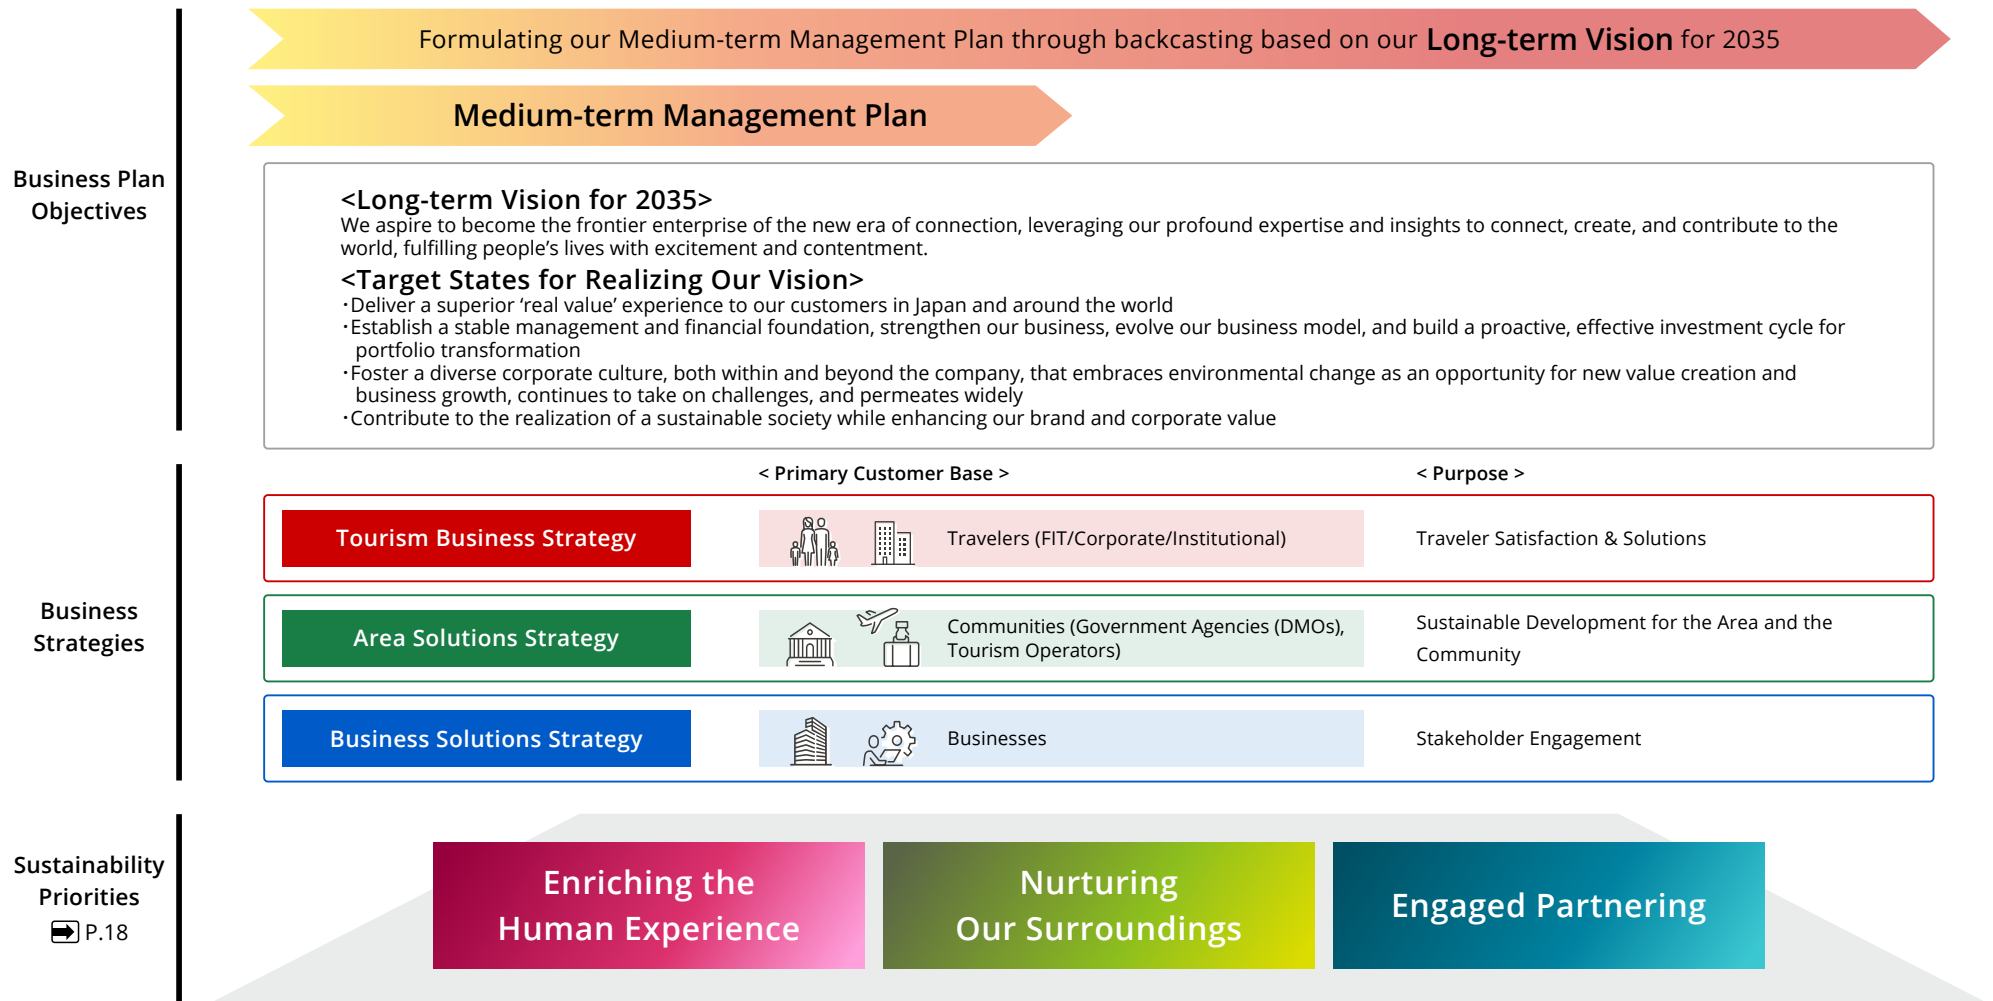 Formulating our Medium-term Management Plan through backcasting based on our Long-term Vision for 2035
Medium-term Management Plan
Business Plan
Objectives
<Long-term Vision for 2035>
We aspire to become the frontier enterprise of the new era of connection, leveraging our profound expertise and insights to connect, create, and contribute to the
world, fulfilling people’s lives with excitement and contentment.
<Target States for Realizing Our Vision>
・Deliver a superior ‘real value’ experience to our customers in Japan and around the world
・Establish a stable management and financial foundation, strengthen our business, evolve our business model, and build a proactive, effective investment cycle for
portfolio transformation
・Foster a diverse corporate culture, both within and beyond the company, that embraces environmental change as an opportunity for new value creation and
business growth, continues to take on challenges, and permeates widely
・Contribute to the realization of a sustainable society while enhancing our brand and corporate value
Business
Strategies
< Primary Customer Base >
< Purpose >
Tourism Business Strategy
Travelers (FIT/Corporate/Institutional)
Traveler Satisfaction & Solutions
Area Solutions Strategy
Communities (Government Agencies (DMOs),
Tourism Operators)
Sustainable Development for the Area and the
Community
Business Solutions Strategy
Businesses
Stakeholder Engagement
Sustainability
Priorities
P.18
Enriching the
Human Experience
Nurturing
Our Surroundings
Engaged Partnering